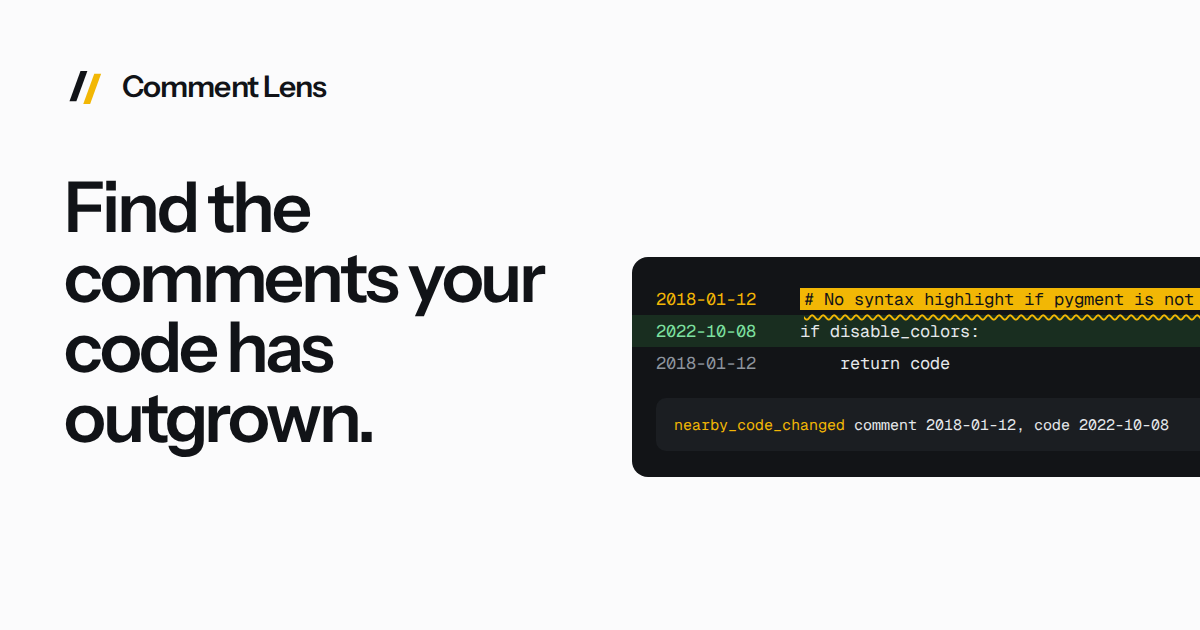 Comment Lens
Find the
comments your
code has
outgrown.
2018-01-12 # No syntax highlight if pygment is not
2022-10-08 if disable_colors:
2018-01-12 return code
nearby_code_changed comment 2018-01-12, code 2022-10-08